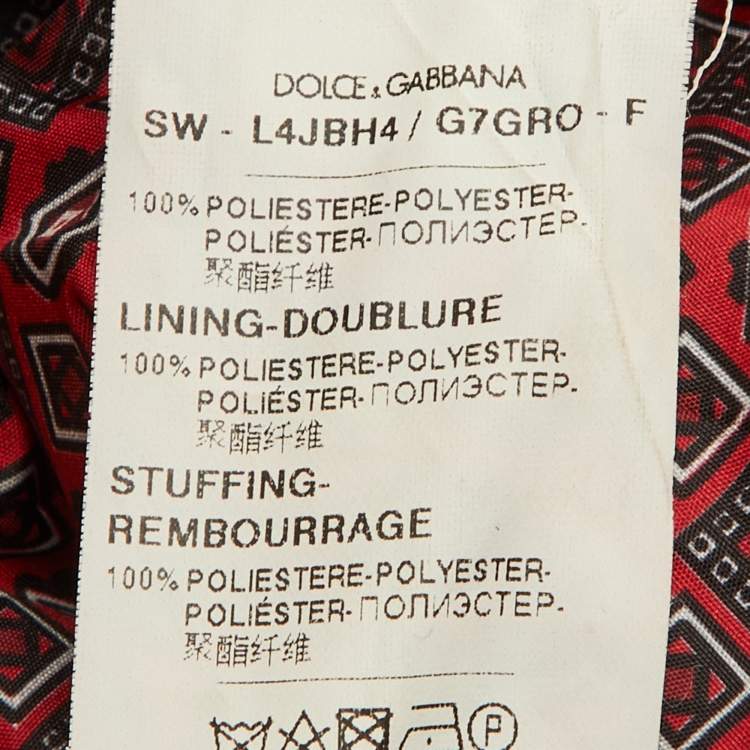 DOLCE & GABBANA
SW - L4JBH4 / G7GRO - F
100% POLIESTERE-POLYESTER-
POLIÉSTER-ПОЛИЭСТЕР-
聚酯纤维
LINING-DOUBLURE
100% POLIESTERE-POLYESTER-
POLIÉSTER-ПОЛИЭСТЕР-
聚酯纤维
STUFFING-
REMBOURRAGE
100% POLIESTERE-POLYESTER-
POLIÉSTER-ПОЛИЭСТЕР-
聚酯纤维
P